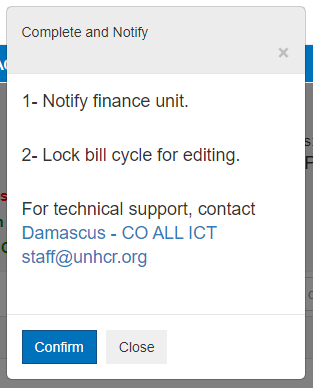 Complete and Notify
×
1- Notify finance unit.
2- Lock bill cycle for editing.
For technical support, contact
Damascus - CO ALL ICT
staff@unhcr.org
Confirm
Close